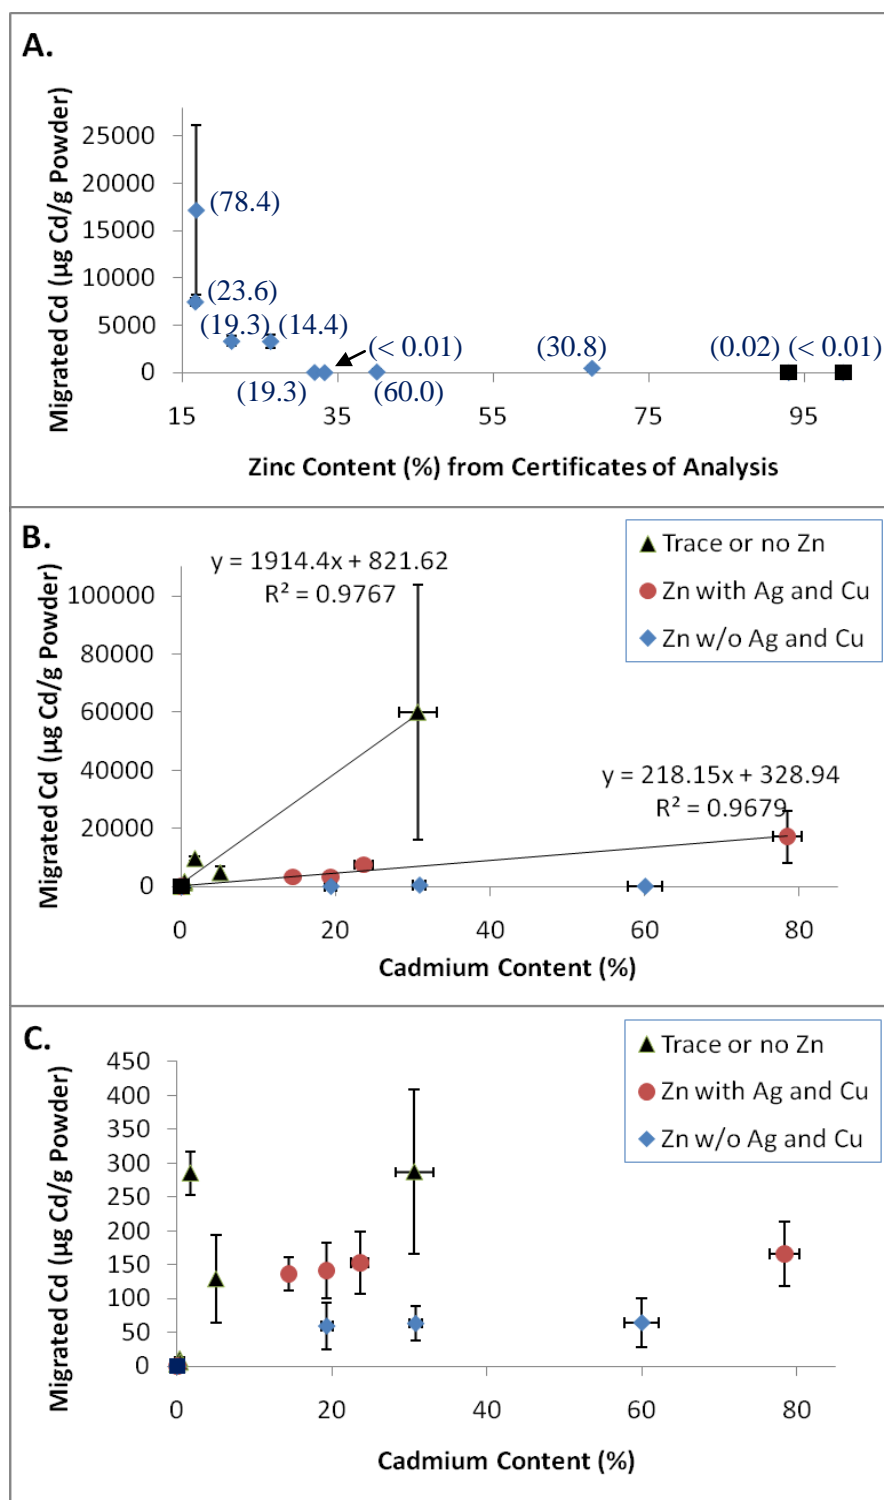 A.
Migrated Cd (µg Cd/g Powder)
25000
20000
15000
10000
5000
0
(78.4)
(23.6)
(19.3) (14.4)
(< 0.01)
(30.8)
(0.02) (< 0.01)
(19.3)
(60.0)
15 35 55 75 95
Zinc Content (%) from Certificates of Analysis
B.
Trace or no Zn
Zn with Ag and Cu
Zn w/o Ag and Cu
y = 1914.4x + 821.62
R² = 0.9767
Migrated Cd (µg Cd/g Powder)
100000
80000
60000
40000
20000
0
y = 218.15x + 328.94
R² = 0.9679
0 20 40 60 80
Cadmium Content (%)
C.
Trace or no Zn
Zn with Ag and Cu
Zn w/o Ag and Cu
Migrated Cd (µg Cd/g Powder)
450
400
350
300
250
200
150
100
50
0
0 20 40 60 80
Cadmium Content (%)